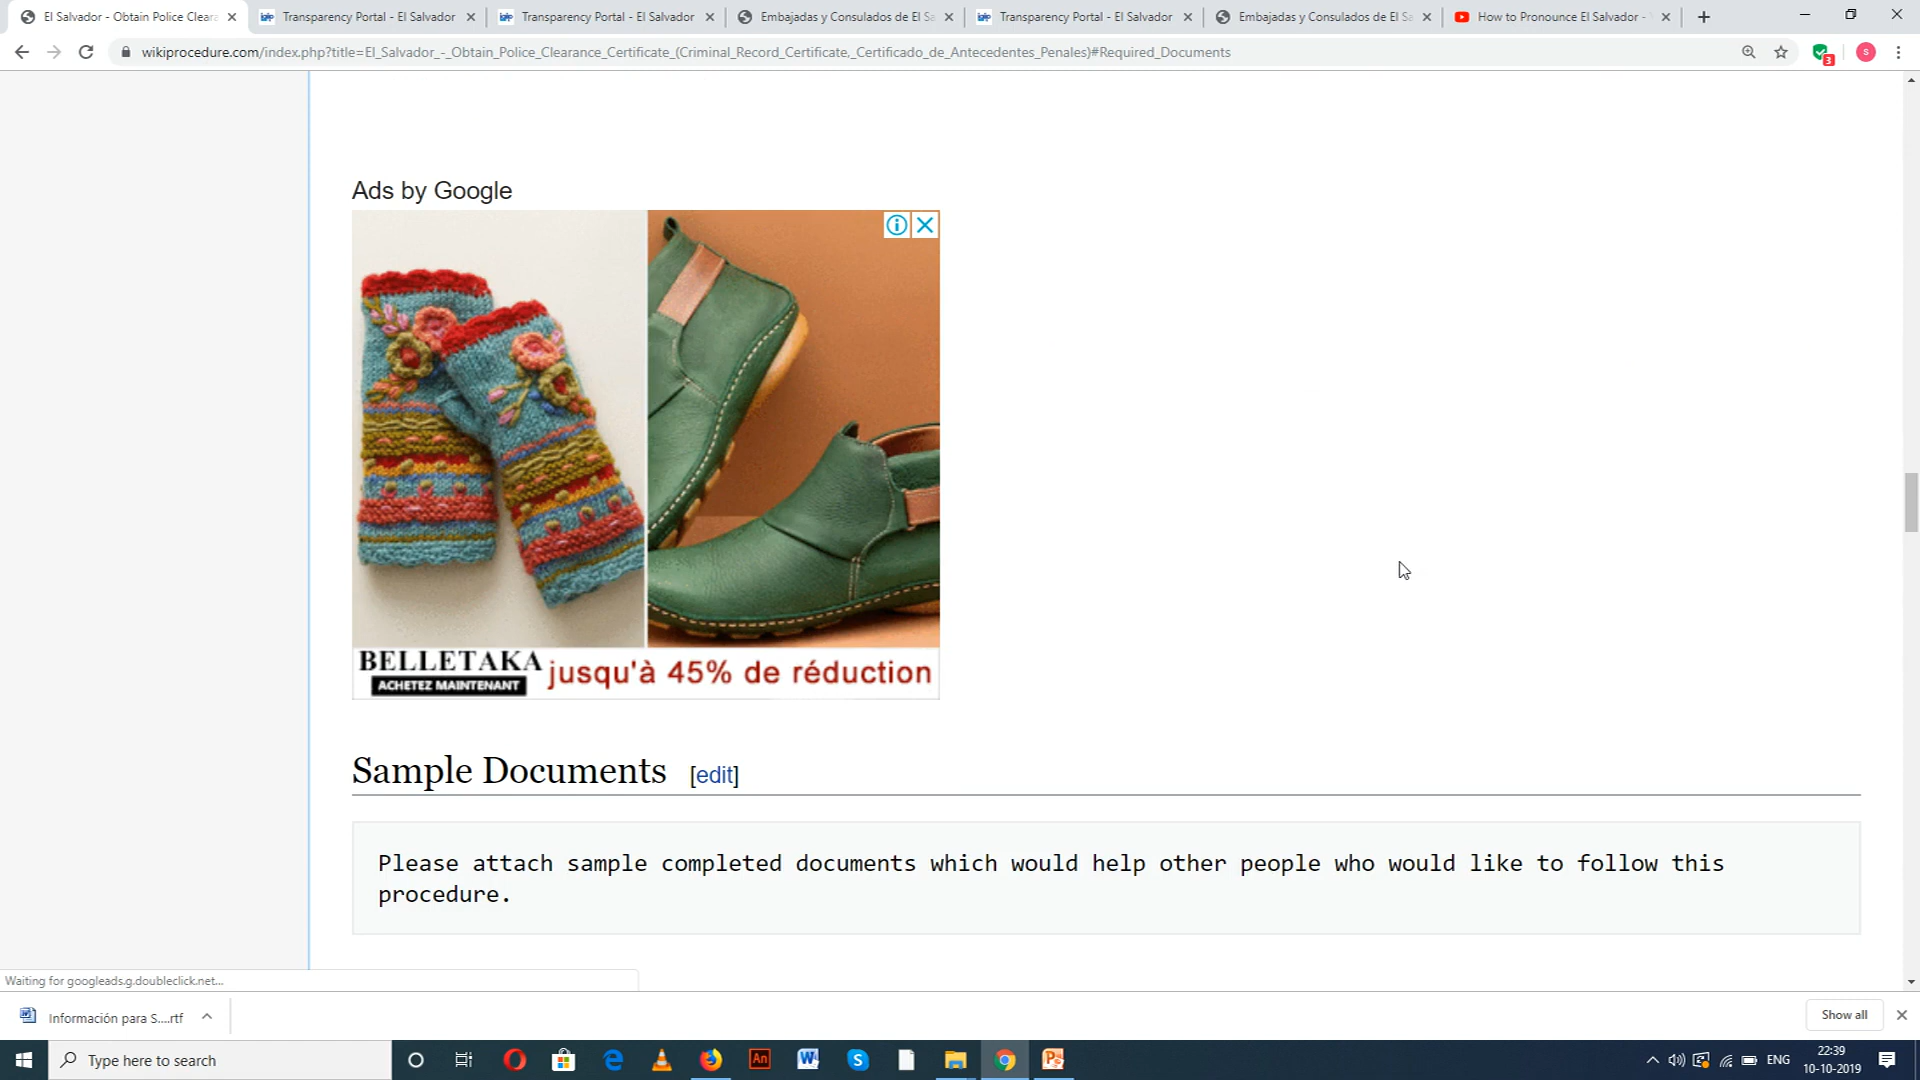 El Salvador - Obtain Police Cleara
Transparency Portal - El Salvador
Transparency Portal - El Salvador
Embajadas y Consulados de El Sa
Transparency Portal - El Salvador
Embajadas y Consulados de El Sa
How to Pronounce El Salvador -
wikiprocedure.com/index.php?title=El_Salvador_-_Obtain_Police_Clearance_Certificate_(Criminal_Record_Certificate,_Certificado_de_Antecedentes_Penales)#Required_Documents
3
S
Ads by Google
BELLETAKA
ACHETEZ MAINTENANT
jusqu'à 45% de réduction
Sample Documents [edit]
Please attach sample completed documents which would help other people who would like to follow this
procedure.
Waiting for googleads.g.doubleclick.net...
Información para S....rtf
Show all
Type here to search
An
ENG
22:39
10-10-2019